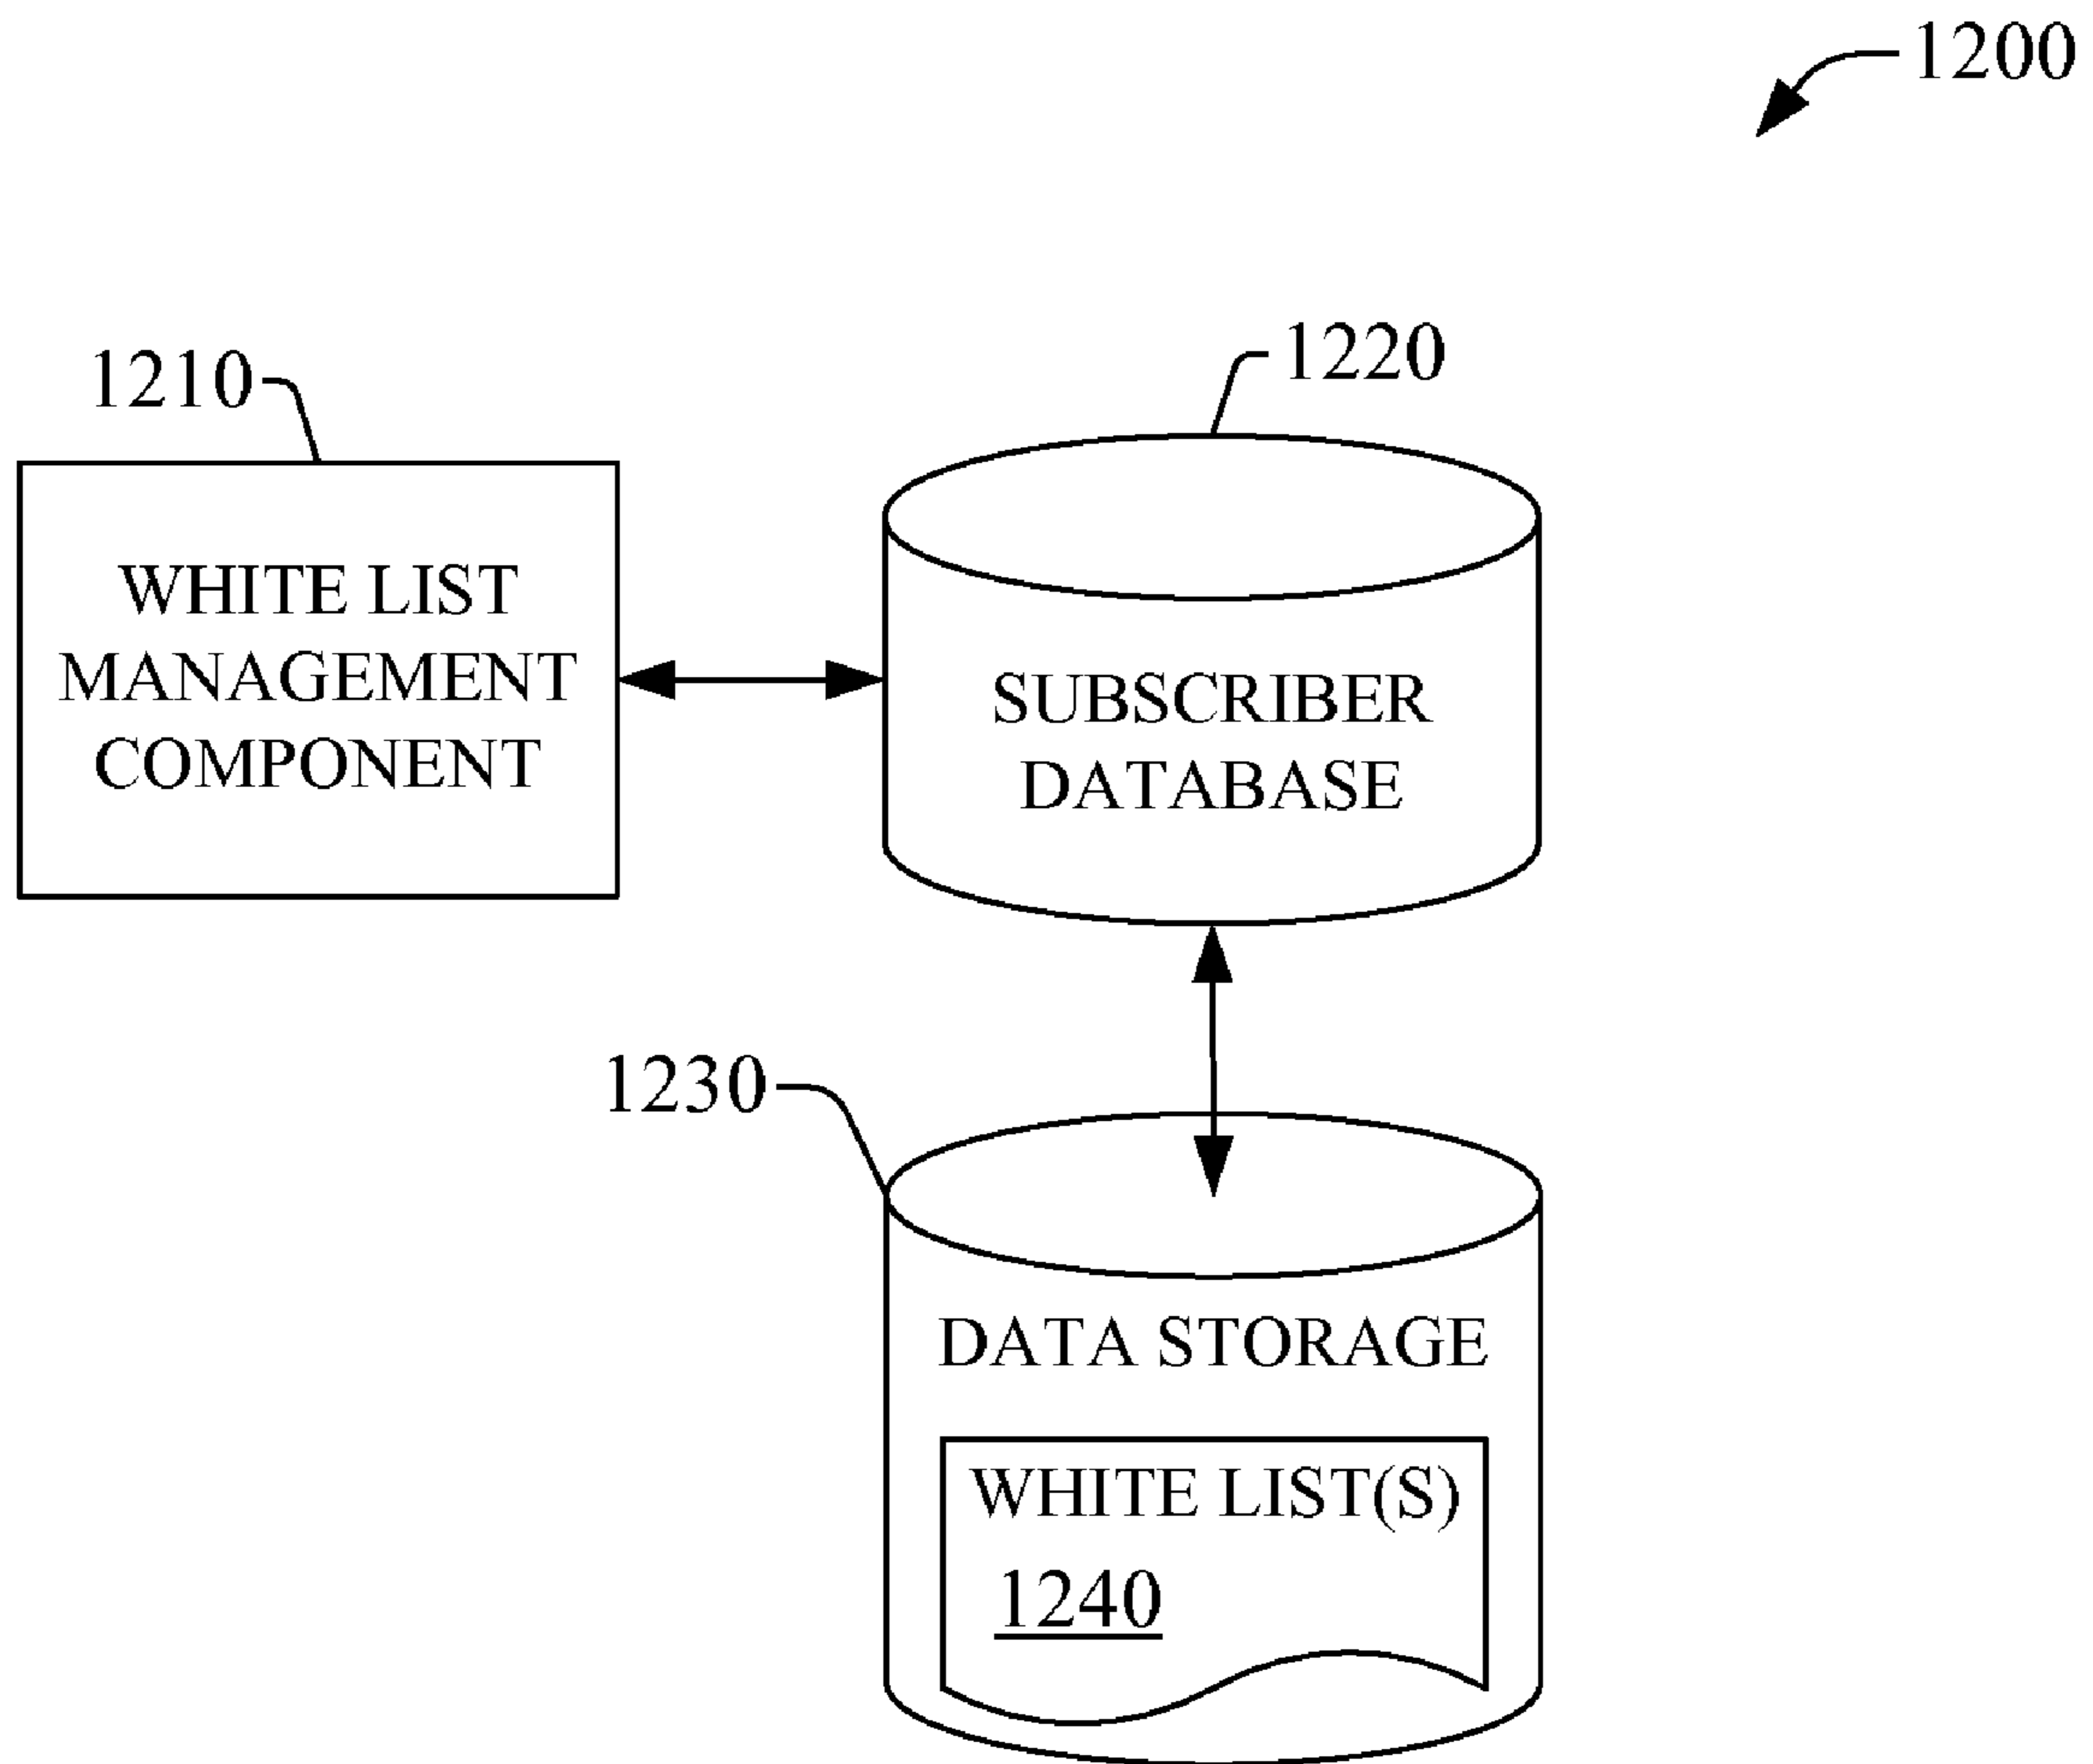 1200
1210
1220
WHITE LIST
MANAGEMENT
COMPONENT
SUBSCRIBER
DATABASE
1230
DATA STORAGE
WHITE LIST(S)
1240